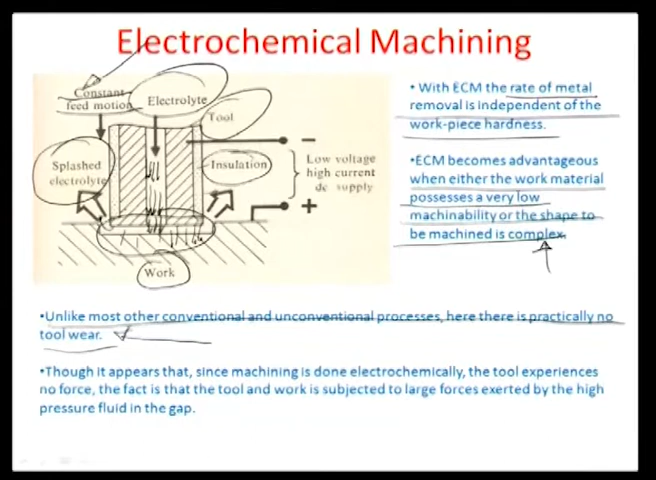 Electrochemical Machining
Constant
feed motion
Electrolyte
Tool
Splashed
electrolyte
Insulation
Low voltage
high current
dc supply
−
+
Work
• With ECM the rate of metal
removal is independent of the
work-piece hardness.
• ECM becomes advantageous
when either the work material
possesses a very low
machinability or the shape to
be machined is complex.
•Unlike most other conventional and unconventional processes, here there is practically no
tool wear.
•Though it appears that, since machining is done electrochemically, the tool experiences
no force, the fact is that the tool and work is subjected to large forces exerted by the high
pressure fluid in the gap.